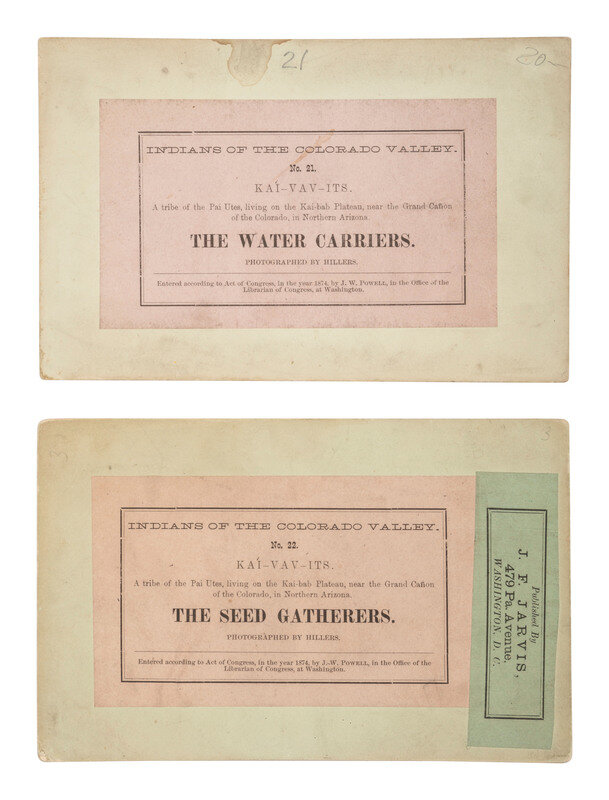 21
20-
INDIANS OF THE COLORADO VALLEY.
No. 21.
KAÍ-VAV-ITS.
A tribe of the Pai Utes, living on the Kai-bab Plateau, near the Grand Cañon
of the Colorado, in Northern Arizona.
THE WATER CARRIERS.
PHOTOGRAPHED BY HILLERS.
Entered according to Act of Congress, in the year 1874, by J. W. POWELL, in the Office of the
Librarian of Congress, at Washington.
INDIANS OF THE COLORADO VALLEY.
No. 22.
KAÍ-VAV-ITS.
A tribe of the Pai Utes, living on the Kai-bab Plateau, near the Grand Cañon
of the Colorado, in Northern Arizona.
THE SEED GATHERERS.
PHOTOGRAPHED BY HILLERS.
Entered according to Act of Congress, in the year 1874, by J. W. POWELL, in the Office of the
Librarian of Congress, at Washington.
Published By
J. F. JARVIS,
479 Pa. Avenue,
WASHINGTON, D. C.